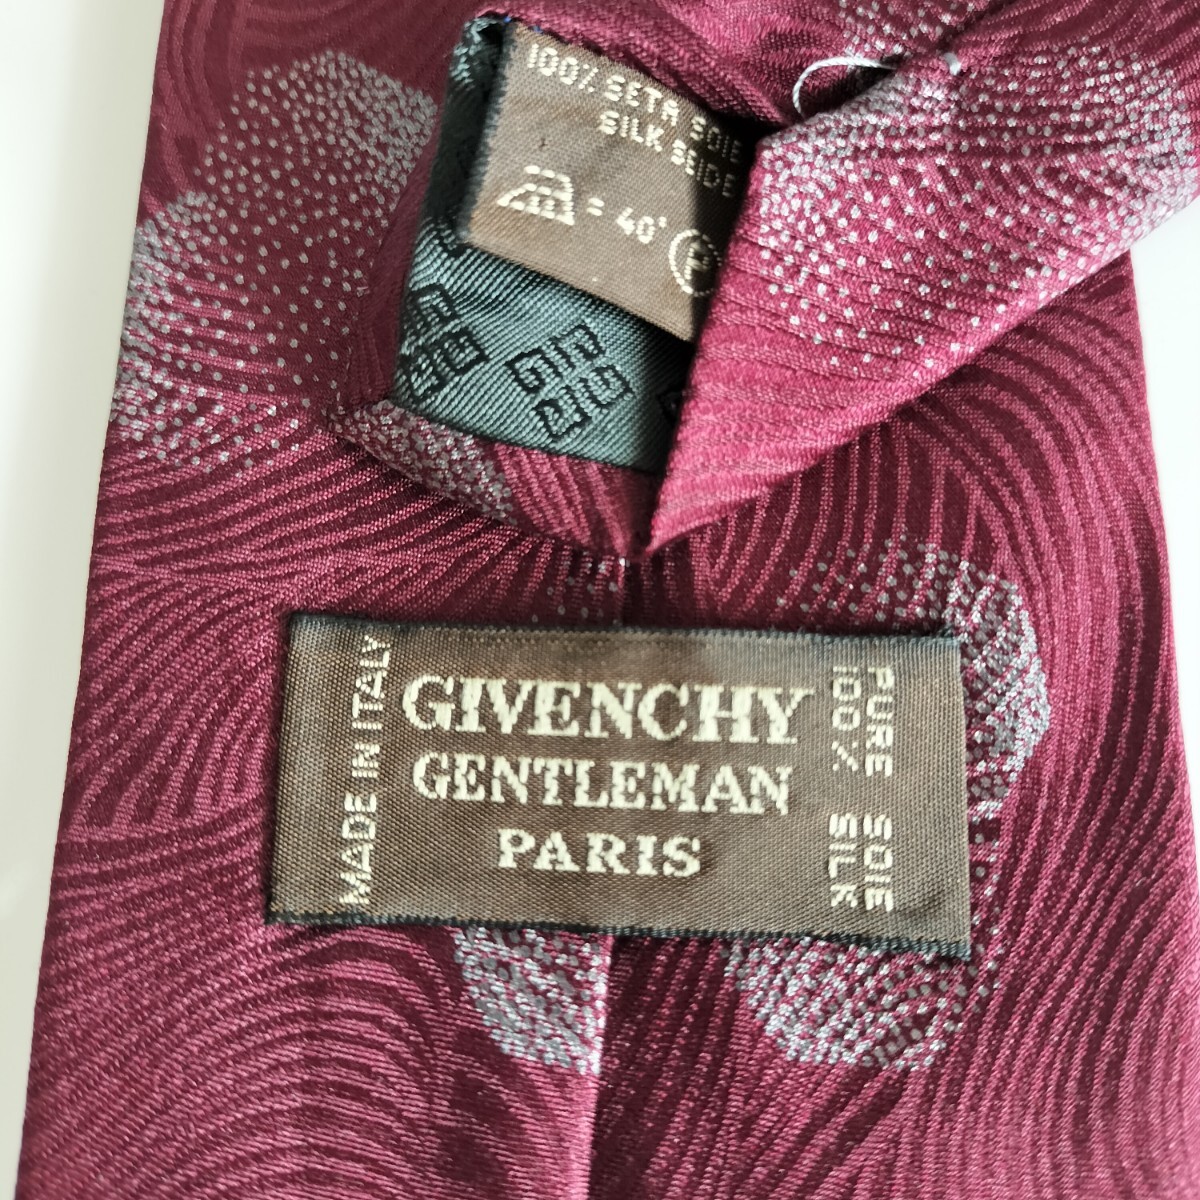 100% SETA SOIE
SILK SEIDE
= 40° P
MADE IN ITALY
GIVENCHY
GENTLEMAN
PARIS
PURE SOIE
100% SILK